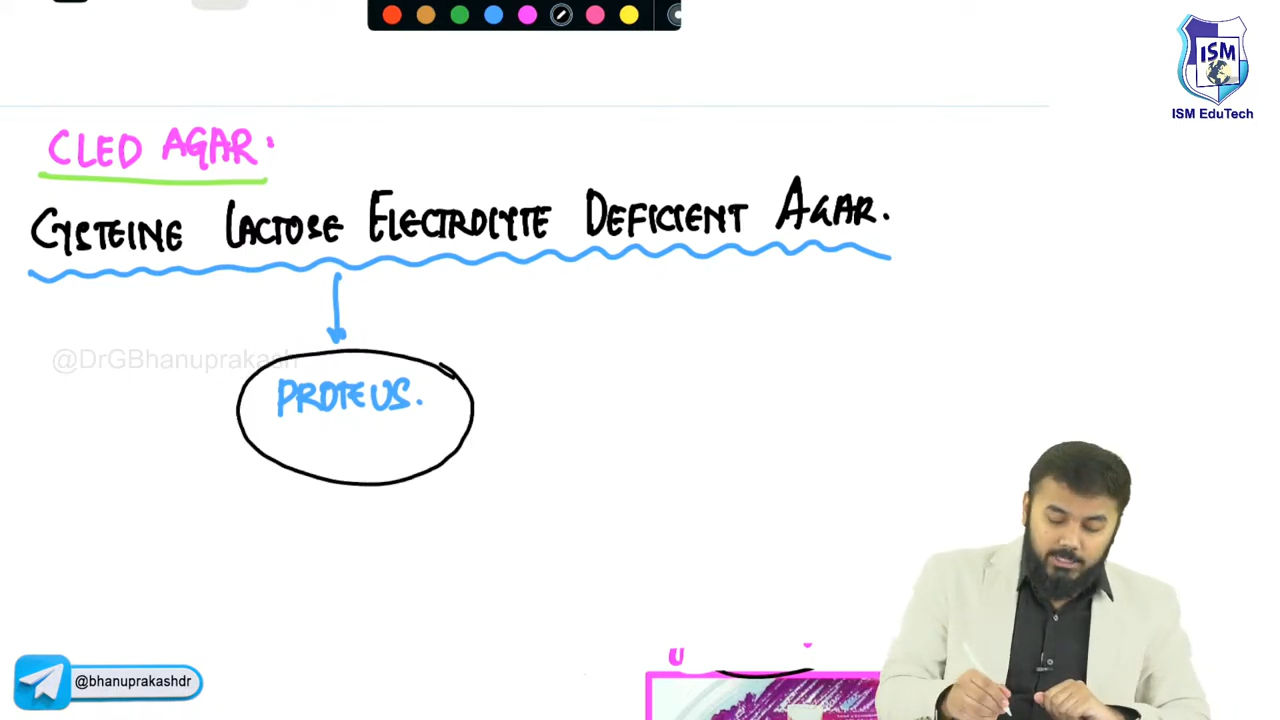 ISM
ISM EduTech
CLED AGAR.
CYSTEINE LACTOSE ELECTROLYTE DEFICIENT AGAR.
@DrGBhanuprakash
PROTEUS.
@bhanuprakashdr